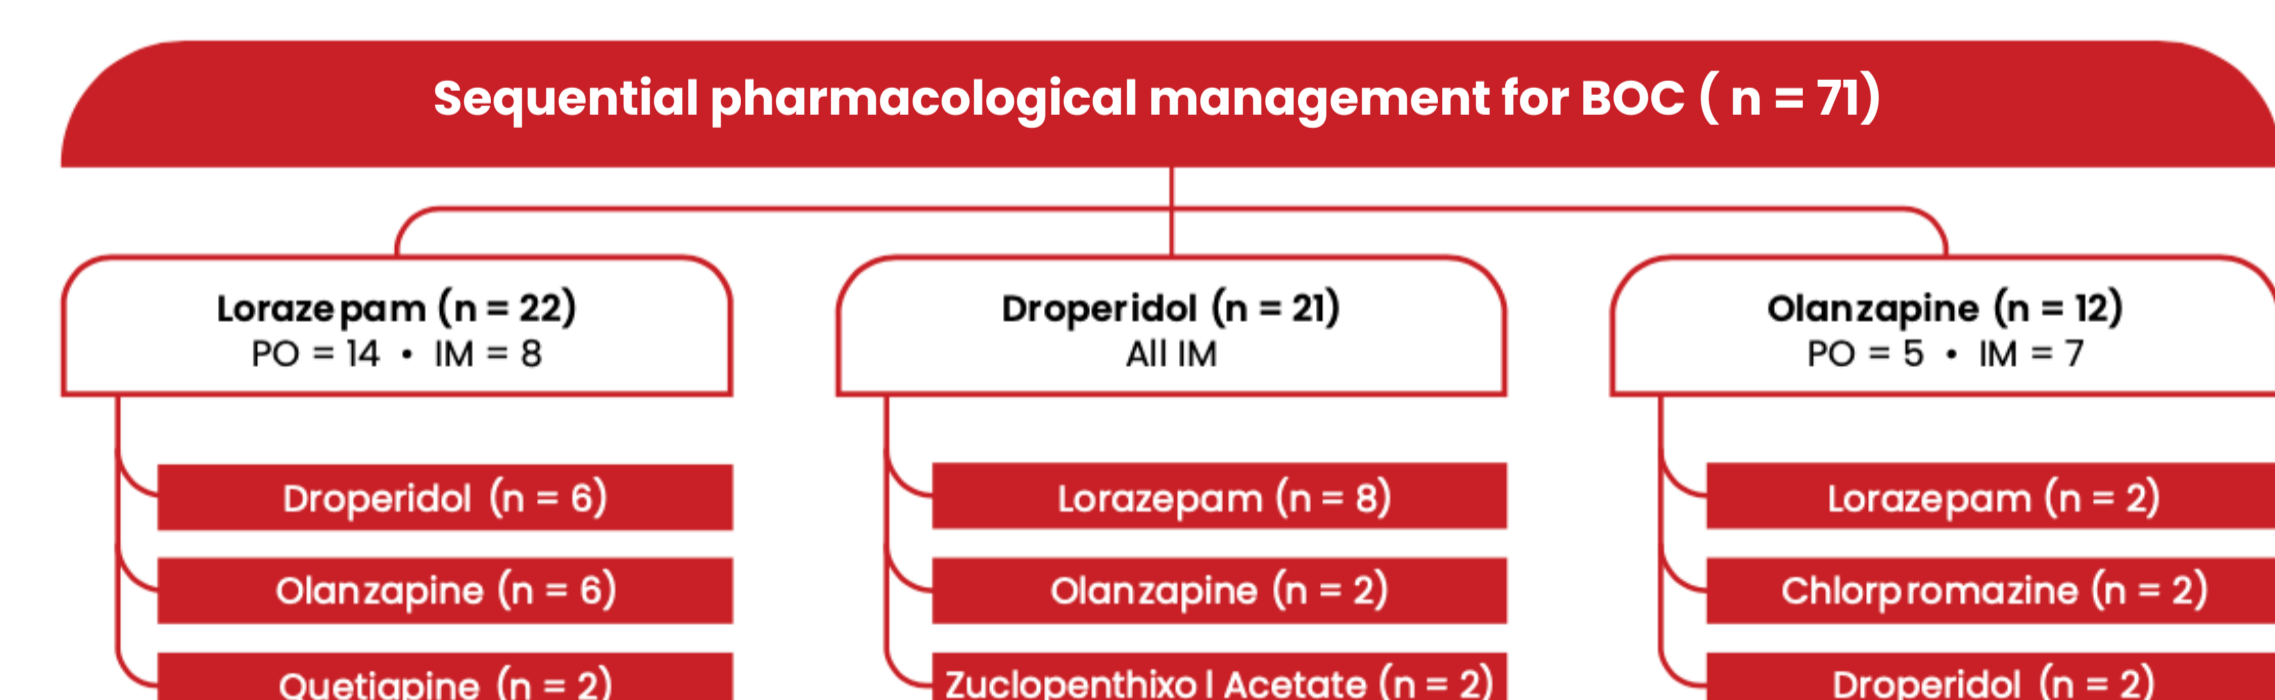 Sequential pharmacological management for BOC ( n = 71)
Lorazepam (n = 22)
PO = 14 • IM = 8
Droperidol (n = 6)
Olanzapine (n = 6)
Quetiapine (n = 2)
Droperidol (n = 21)
All IM
Lorazepam (n = 8)
Olanzapine (n = 2)
Zuclopenthixol Acetate (n = 2)
Olanzapine (n = 12)
PO = 5 • IM = 7
Lorazepam (n = 2)
Chlorpromazine (n = 2)
Droperidol (n = 2)